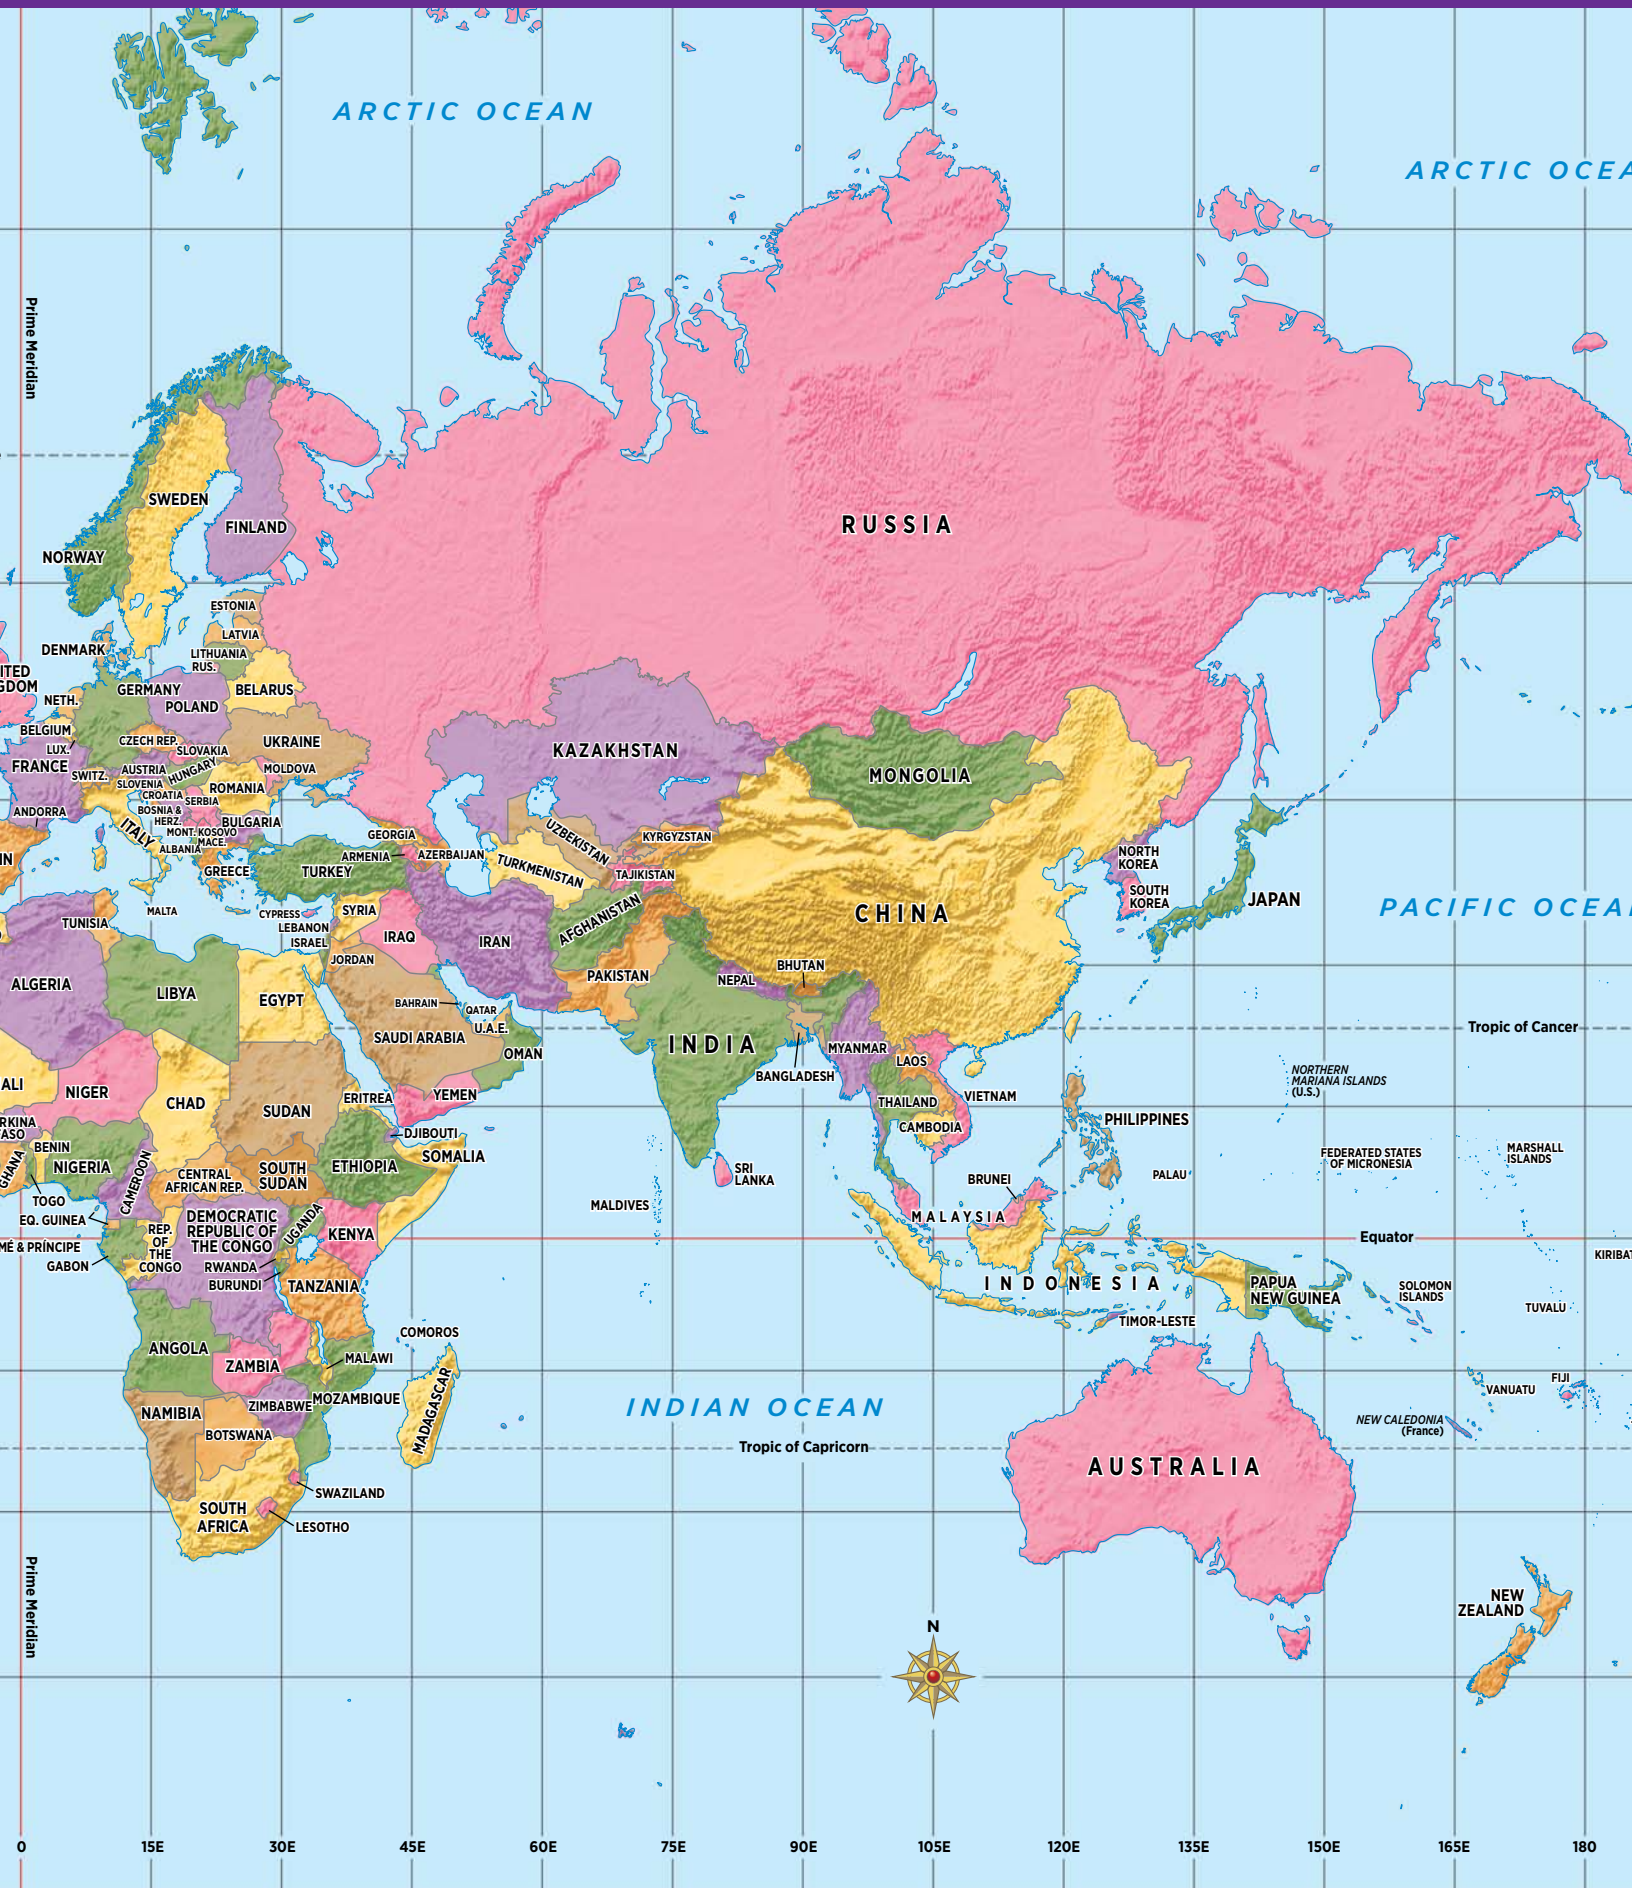 ARCTIC OCEAN
ARCTIC OCEA
Prime Meridian
SWEDEN
FINLAND
RUSSIA
NORWAY
ESTONIA
LATVIA
DENMARK
LITHUANIA
RUS.
ITED
GDOM
GERMANY
BELARUS
NETH.
POLAND
BELGIUM
CZECH REP.
UKRAINE
LUX.
SLOVAKIA
KAZAKHSTAN
FRANCE
AUSTRIA
HUNGARY
MOLDOVA
MONGOLIA
SWITZ.
SLOVENIA
ROMANIA
CROATIA
SERBIA
ANDORRA
BOSNIA &
HERZ.
BULGARIA
ITALY
MONT.
KOSOVO
MACE.
ALBANIA
GEORGIA
UZBEKISTAN
KYRGYZSTAN
IN
GREECE
TURKEY
ARMENIA
AZERBAIJAN
TURKMENISTAN
TAJIKISTAN
NORTH
KOREA
SOUTH
KOREA
JAPAN
PACIFIC OCEA
TUNISIA
MALTA
CYPRESS
SYRIA
LEBANON
ISRAEL
IRAQ
IRAN
AFGHANISTAN
CHINA
JORDAN
ALGERIA
LIBYA
EGYPT
BAHRAIN
QATAR
PAKISTAN
NEPAL
BHUTAN
SAUDI ARABIA
U.A.E.
OMAN
INDIA
MYANMAR
LAOS
Tropic of Cancer
BANGLADESH
NORTHERN
MARIANA ISLANDS
(U.S.)
ALI
NIGER
CHAD
SUDAN
ERITREA
YEMEN
THAILAND
VIETNAM
CAMBODIA
PHILIPPINES
RKINA
FASO
BENIN
GHANA
NIGERIA
DJIBOUTI
SOMALIA
ETHIOPIA
TOGO
CAMEROON
CENTRAL
AFRICAN REP.
SOUTH
SUDAN
SRI
LANKA
MALDIVES
BRUNEI
MALAYSIA
PALAU
FEDERATED STATES
OF MICRONESIA
MARSHALL
ISLANDS
EQ. GUINEA
DEMOCRATIC
REPUBLIC OF
THE CONGO
UGANDA
KENYA
Equator
MÉ & PRÍNCIPE
REP.
OF
THE
CONGO
GABON
RWANDA
BURUNDI
TANZANIA
INDONESIA
PAPUA
NEW GUINEA
SOLOMON
ISLANDS
KIRIBAT
TUVALU
TIMOR-LESTE
COMOROS
ANGOLA
ZAMBIA
MALAWI
MOZAMBIQUE
ZIMBABWE
MADAGASCAR
INDIAN OCEAN
NAMIBIA
BOTSWANA
Tropic of Capricorn
AUSTRALIA
VANUATU
FIJI
NEW CALEDONIA
(France)
SWAZILAND
SOUTH
AFRICA
LESOTHO
Prime Meridian
NEW
ZEALAND
N
0 15E 30E 45E 60E 75E 90E 105E 120E 135E 150E 165E 180